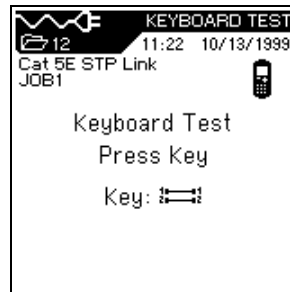 KEYBOARD TEST
12 11:22 10/13/1999
Cat 5E STP Link
JOB1
Keyboard Test
Press Key
Key: